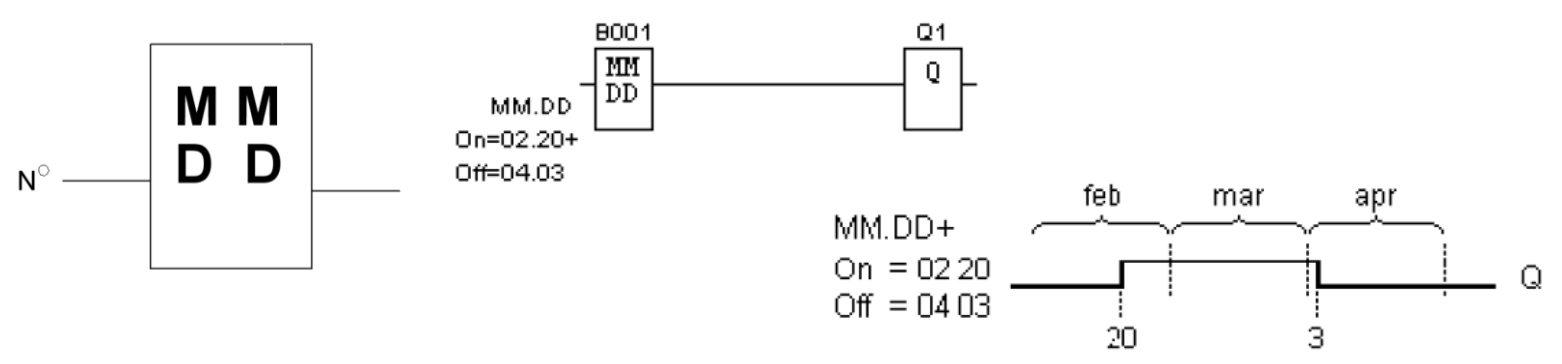 M M
D D
N°
B001
MM
DD
MM.DD
On=02.20+
Off=04.03
Q1
Q
feb mar apr
MM.DD+
On = 02 20
Off = 04 03
Q
20 3